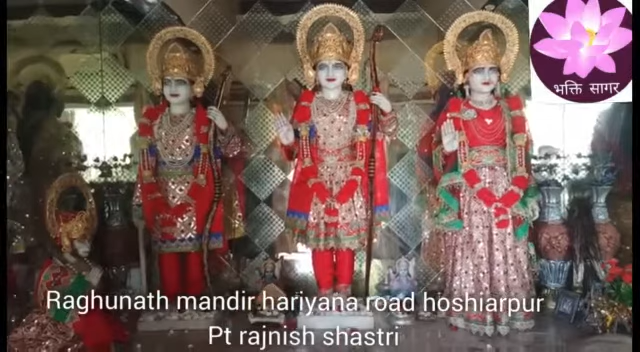 भक्ति सागर
Raghunath mandir hariyana road hoshiarpur
Pt rajnish shastri